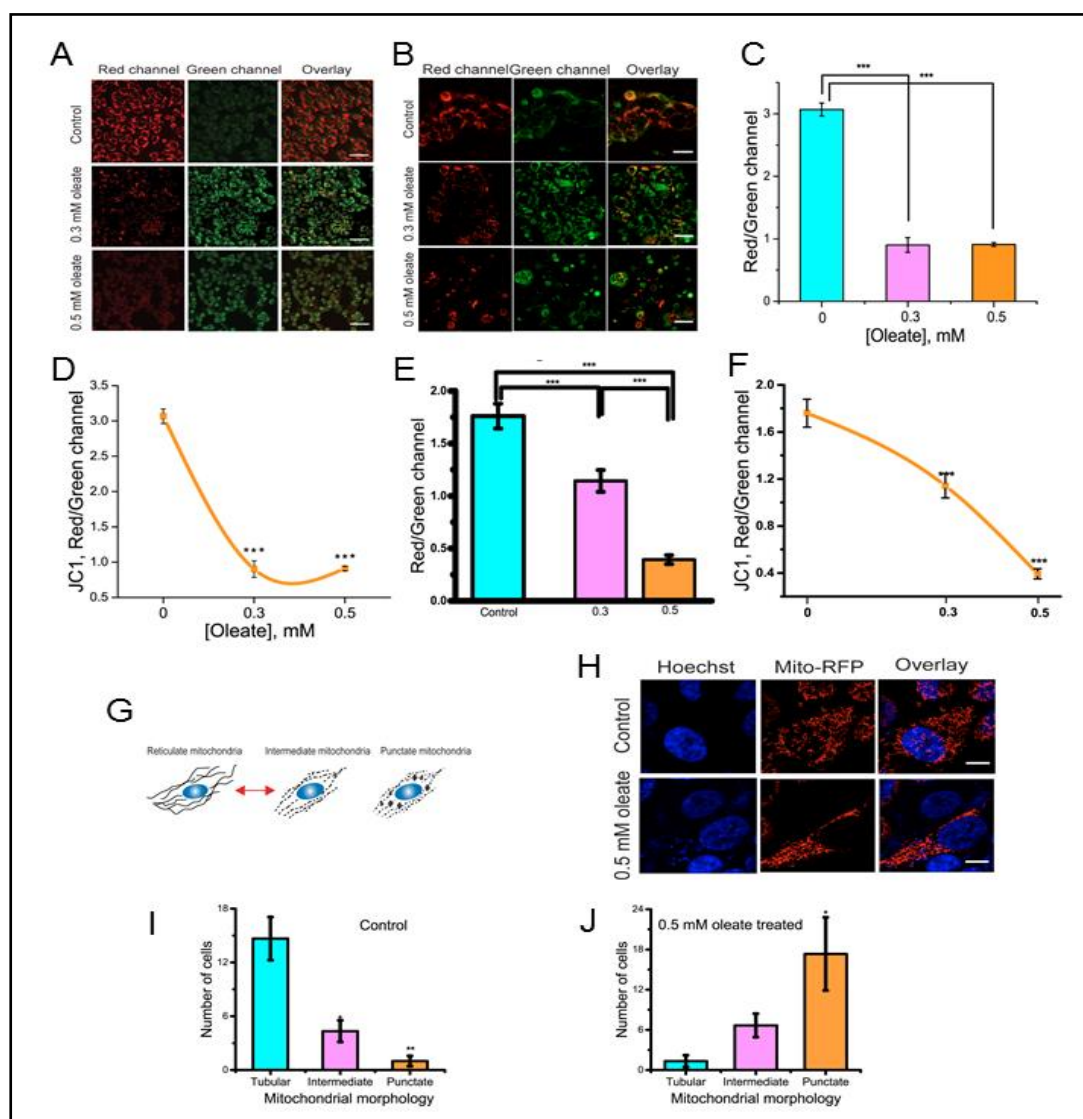 A
Red channel Green channel Overlay
Control
0.3 mM oleate
0.5 mM oleate
B
Red channel Green channel Overlay
Control
0.3 mM oleate
0.5 mM oleate
C
Red/Green channel
***
***
3
2
1
0
0 0.3 0.5
[Oleate], mM
D
JC1, Red/Green channel
3.5
3.0
2.5
2.0
1.5
1.0
0.5
***
***
0 0.3 0.5
[Oleate], mM
E
Red/Green channel
***
***
***
2.0
1.5
1.0
0.50
0.0
Control 0.3 0.5
F
JC1, Red/Green channel
2.0
1.6
1.2
0.8
0.4
***
***
0 0.3 0.5
G
Reticulate mitochondria Intermediate mitochondria Punctate mitochondria
H
Hoechst Mito-RFP Overlay
Control
0.5 mM oleate
I
Control
Number of cells
18
12
6
0
*
**
Tubular Intermediate Punctate
Mitochondrial morphology
J
0.5 mM oleate treated
Number of cells
24
18
12
6
0
*
Tubular Intermediate Punctate
Mitochondrial morphology